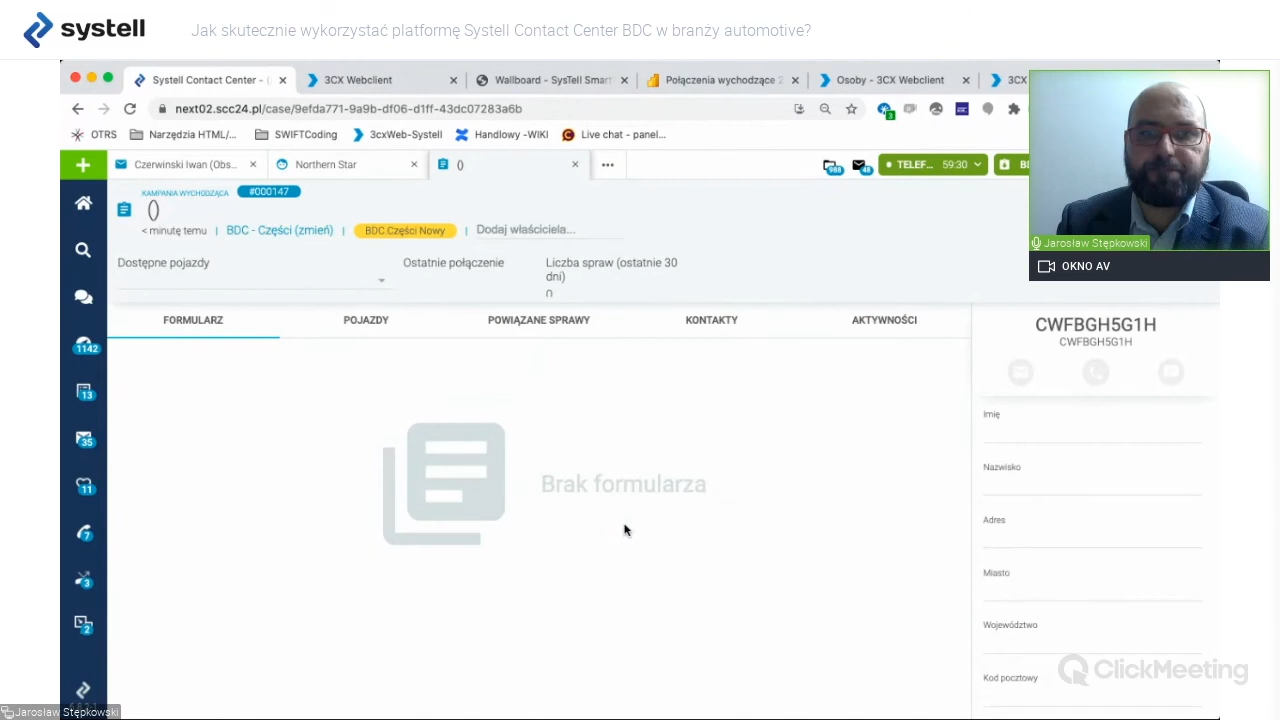 systell
Jak skutecznie wykorzystać platformę Systell Contact Center BDC w branży automotive?
Systell Contact Center - (
3CX Webclient
Wallboard - SysTell Smart
Połączenia wychodzące 2
Osoby - 3CX Webclient
3CX
next02.scc24.pl/case/9efda771-9a9b-df06-d1ff-43dc07283a6b
3
OTRS
Narzędzia HTML/...
SWIFTCoding
3cxWeb-Systell
Handlowy -WIKI
Live chat - panel...
Czerwinski Iwan (Obs...
Northern Star
()
988
48
TELEF...
59:30
KAMPANIA WYCHODZĄCA
#000147
()
< minutę temu
BDC - Części (zmień)
BDC.Części Nowy
Dodaj właściciela...
Dostępne pojazdy
Ostatnie połączenie
Liczba spraw (ostatnie 30
dni)
Jarosław Stępkowski
OKNO AV
FORMULARZ
POJAZDY
POWIĄZANE SPRAWY
KONTAKTY
AKTYWNOŚCI
1142
13
35
11
7
3
2
Brak formularza
CWFBGH5G1H
CWFBGH5G1H
Imię
Nazwisko
Adres
Miasto
Województwo
Kod pocztowy
ClickMeeting
Jarosław Stępkowski